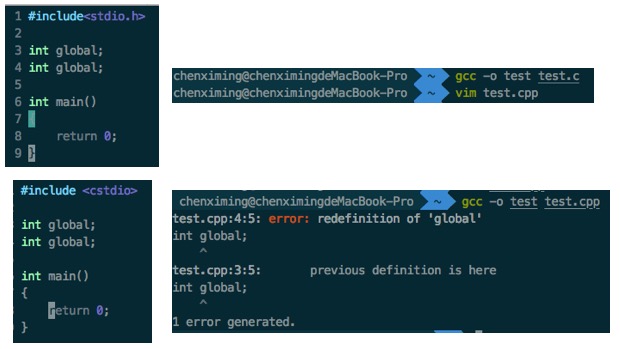 1 #include<stdio.h>
2
3 int global;
4 int global;
5
6 int main()
7
8 return 0;
9 }
chenximing@chenximingdeMacBook-Pro ~ gcc -o test test.c
chenximing@chenximingdeMacBook-Pro ~ vim test.cpp
#include <cstdio>
int global;
int global;
int main()
{
return 0;
}
chenximing@chenximingdeMacBook-Pro ~ gcc -o test test.cpp
test.cpp:4:5: error: redefinition of 'global'
int global;
^
test.cpp:3:5: previous definition is here
int global;
^
1 error generated.